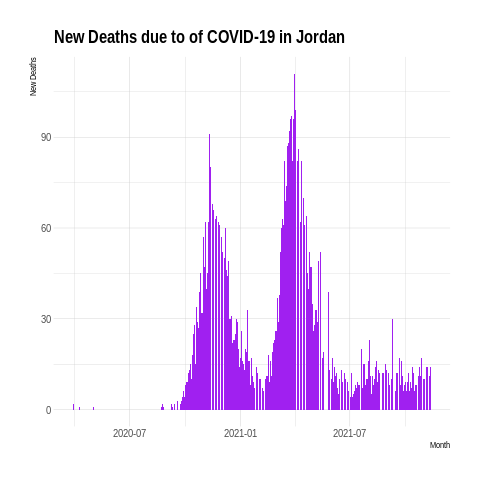 New Deaths due to of COVID-19 in Jordan
New Deaths
90
60
30
0
2020-07
2021-01
2021-07
Month